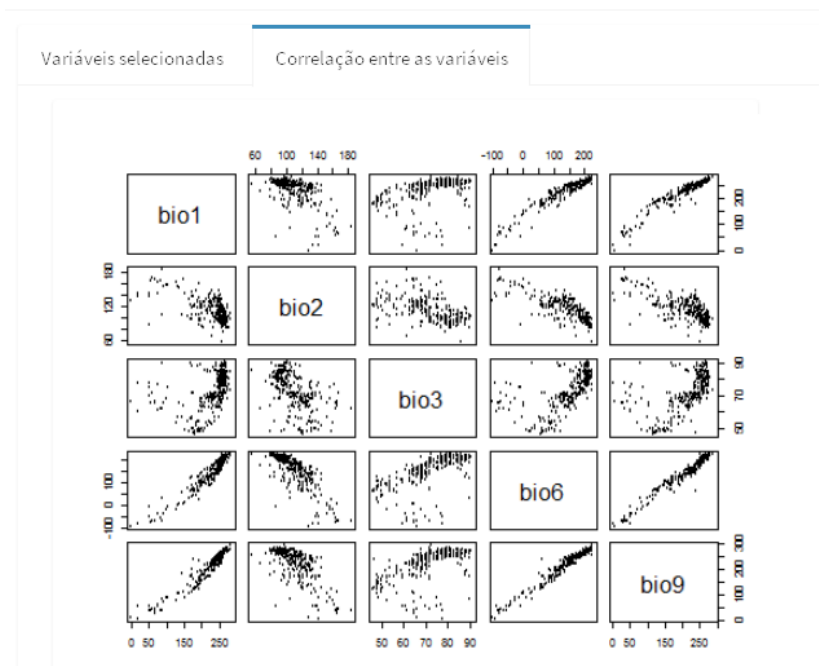 Variáveis selecionadas Correlação entre as variáveis
60 100 140 180 -100 0 100 200
bio1
0 100 200
60 120 180
bio2
bio3
50 70 90
-100 0 100
bio6
bio9
0 100 200 300
0 50 150 250 50 60 70 80 90 0 50 150 250